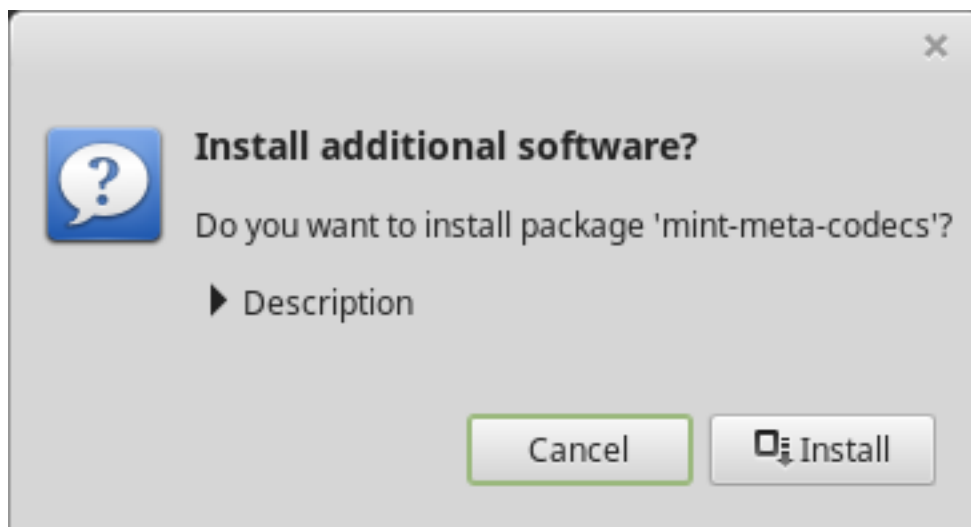 Install additional software?
Do you want to install package 'mint-meta-codecs'?
Description
Cancel
Install